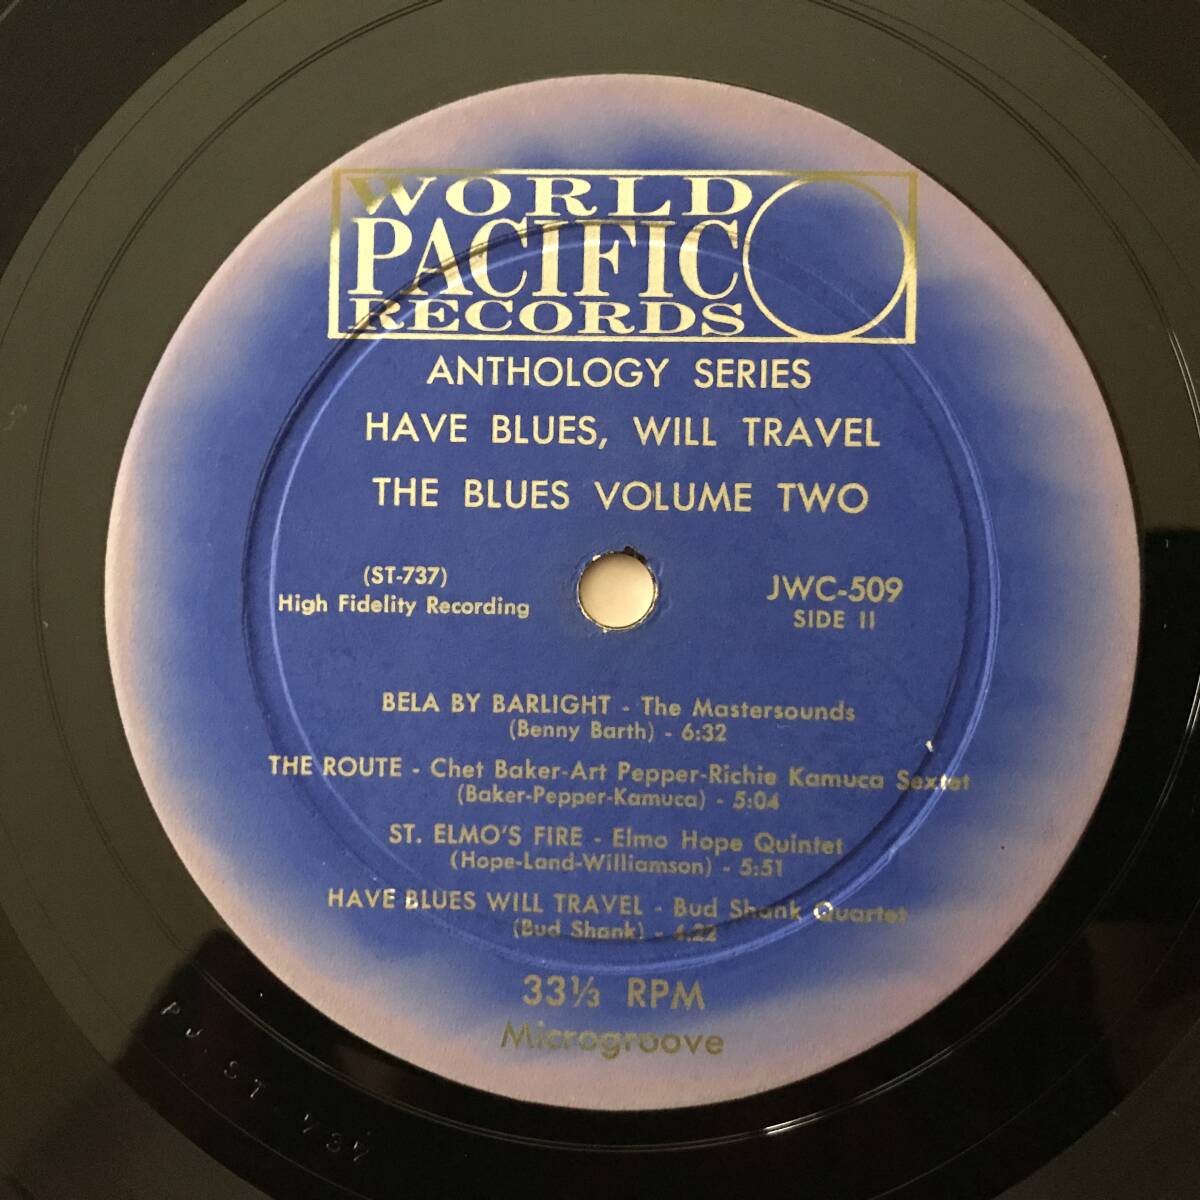 WORLD
PACIFIC
RECORDS
ANTHOLOGY SERIES
HAVE BLUES, WILL TRAVEL
THE BLUES VOLUME TWO
(ST-737)
High Fidelity Recording
JWC-509
SIDE II
BELA BY BARLIGHT - The Mastersounds
(Benny Barth) - 6:32
THE ROUTE - Chet Baker-Art Pepper-Richie Kamuca Sextet
(Baker-Pepper-Kamuca) - 5:04
ST. ELMO'S FIRE - Elmo Hope Quintet
(Hope-Land-Williamson) - 5:51
HAVE BLUES WILL TRAVEL - Bud Shank Quartet
(Bud Shank) - 4:22
33⅓ RPM
Microgroove
PJ. ST. 737